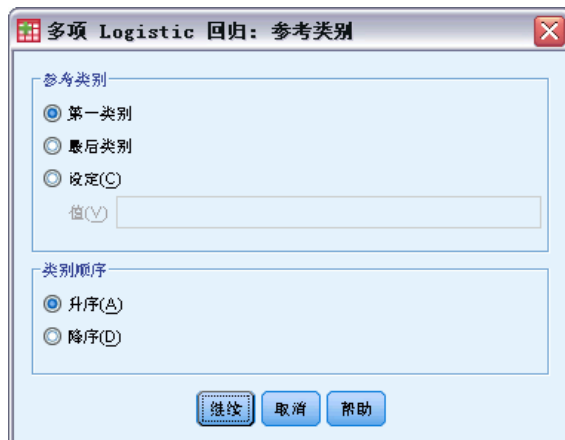 多项 Logistic 回归：参考类别
参考类别
第一类别
最后类别
设定(C)
值(V)
类别顺序
升序(A)
降序(D)
继续 取消 帮助